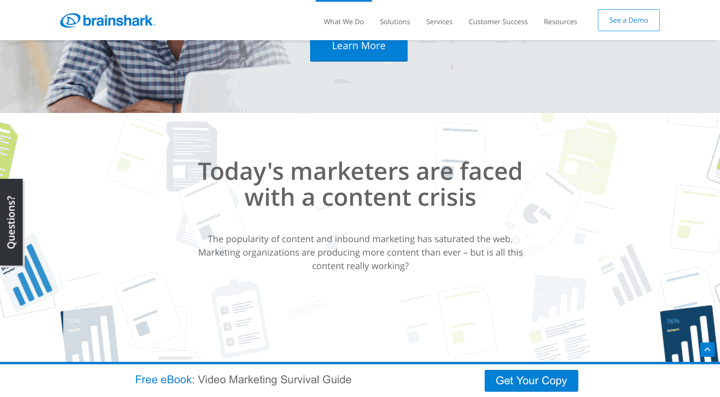 brainshark.
What We Do
Solutions
Services
Customer Success
Resources
See a Demo
Learn More
Today's marketers are faced
with a content crisis
The popularity of content and inbound marketing has saturated the web.
Marketing organizations are producing more content than ever – but is all this
content really working?
Questions?
76%
Free eBook: Video Marketing Survival Guide
Get Your Copy